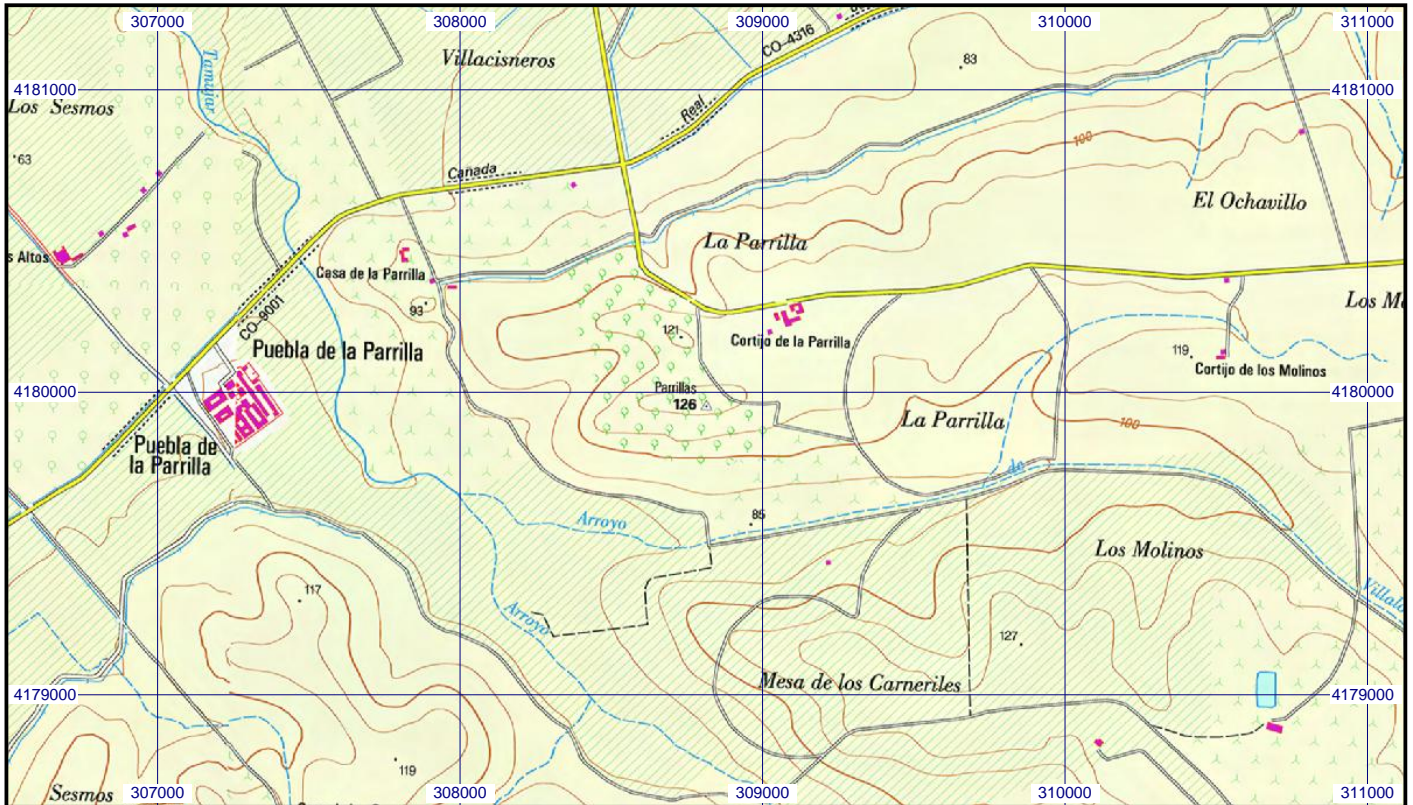 307000
308000
309000
310000
311000
CO-4316
Villacisneros
Tamujar
83
4181000
4181000
Los Sesmos
Real
100
63
Cañada
El Ochavillo
La Parrilla
s Altos
Casa de la Parrilla
93
CO-9001
Los M
121
Cortijo de la Parrilla
Puebla de la Parrilla
119
Cortijo de los Molinos
4180000
4180000
Parrillas
126
La Parrilla
100
Puebla de
la Parrilla
de
85
Arroyo
Los Molinos
117
Arroyo
Villalo
127
Mesa de los Carneriles
4179000
4179000
119
Sesmos
307000
308000
309000
310000
311000